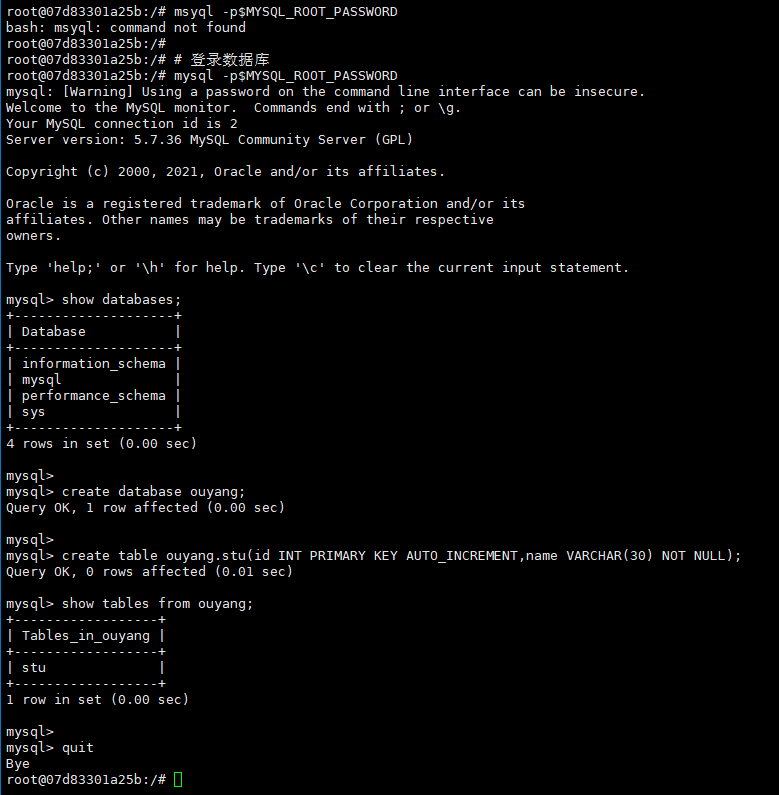 root@07d83301a25b:/# msyql -p$MYSQL_ROOT_PASSWORD
bash: msyql: command not found
root@07d83301a25b:/#
root@07d83301a25b:/# # 登录数据库
root@07d83301a25b:/# mysql -p$MYSQL_ROOT_PASSWORD
mysql: [Warning] Using a password on the command line interface can be insecure.
Welcome to the MySQL monitor.  Commands end with ; or \g.
Your MySQL connection id is 2
Server version: 5.7.36 MySQL Community Server (GPL)

Copyright (c) 2000, 2021, Oracle and/or its affiliates.

Oracle is a registered trademark of Oracle Corporation and/or its
affiliates. Other names may be trademarks of their respective
owners.

Type 'help;' or '\h' for help. Type '\c' to clear the current input statement.

mysql> show databases;
+--------------------+
| Database           |
+--------------------+
| information_schema |
| mysql              |
| performance_schema |
| sys                |
+--------------------+
4 rows in set (0.00 sec)

mysql>
mysql> create database ouyang;
Query OK, 1 row affected (0.00 sec)

mysql>
mysql> create table ouyang.stu(id INT PRIMARY KEY AUTO_INCREMENT,name VARCHAR(30) NOT NULL);
Query OK, 0 rows affected (0.01 sec)

mysql> show tables from ouyang;
+------------------+
| Tables_in_ouyang |
+------------------+
| stu              |
+------------------+
1 row in set (0.00 sec)

mysql>
mysql> quit
Bye
root@07d83301a25b:/#